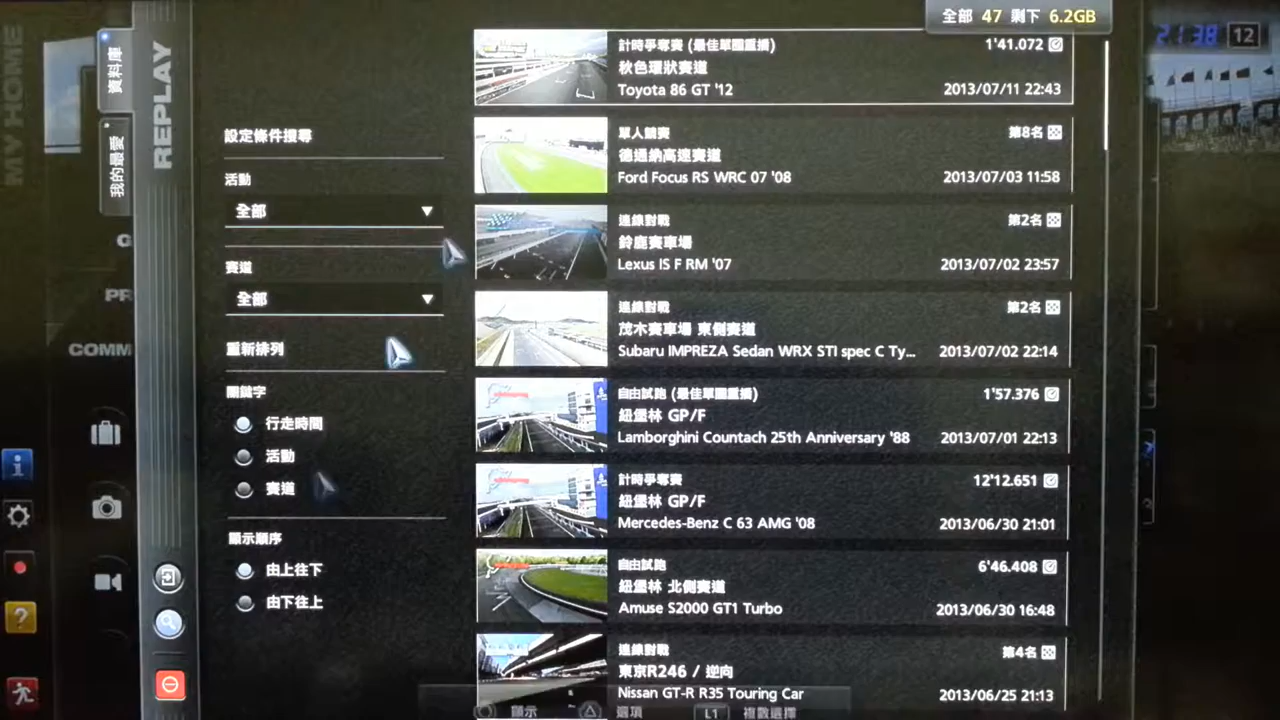 全部 47 剩下 6.2GB
21:38 12
MY HOME
資料庫
我的最愛
REPLAY
COMM
設定條件搜尋
活動
全部
賽道
全部
重新排列
關鍵字
行走時間
活動
賽道
顯示順序
由上往下
由下往上
計時爭奪賽 (最佳單圈重播) 1'41.072
秋色環狀賽道
Toyota 86 GT '12 2013/07/11 22:43
單人競賽 第8名
德通納高速賽道
Ford Focus RS WRC 07 '08 2013/07/03 11:58
連線對戰 第2名
鈴鹿賽車場
Lexus IS F RM '07 2013/07/02 23:57
連線對戰 第2名
茂木賽車場 東側賽道
Subaru IMPREZA Sedan WRX STI spec C Ty... 2013/07/02 22:14
自由試跑 (最佳單圈重播) 1'57.376
紐堡林 GP/F
Lamborghini Countach 25th Anniversary '88 2013/07/01 22:13
計時爭奪賽 12'12.651
紐堡林 GP/F
Mercedes-Benz C 63 AMG '08 2013/06/30 21:01
自由試跑 6'46.408
紐堡林 北側賽道
Amuse S2000 GT1 Turbo 2013/06/30 16:48
連線對戰 第4名
東京R246 / 逆向
Nissan GT-R R35 Touring Car 2013/06/25 21:13
顯示 選項 L1 複數選擇